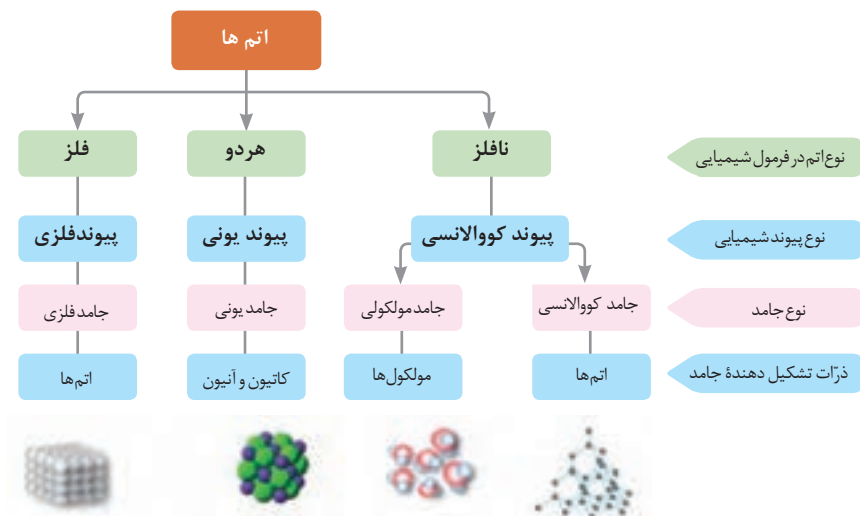 اتم ها
نوع اتم در فرمول شیمیایی
نافلز
هردو
فلز
نوع پیوند شیمیایی
پیوند کووالانسی
پیوند یونی
پیوندفلزی
نوع جامد
جامد کووالانسی
جامد مولکولی
جامد یونی
جامد فلزی
ذرّات تشکیل دهندهٔ جامد
اتم‌ها
مولکول‌ها
کاتیون و آنیون
اتم‌ها